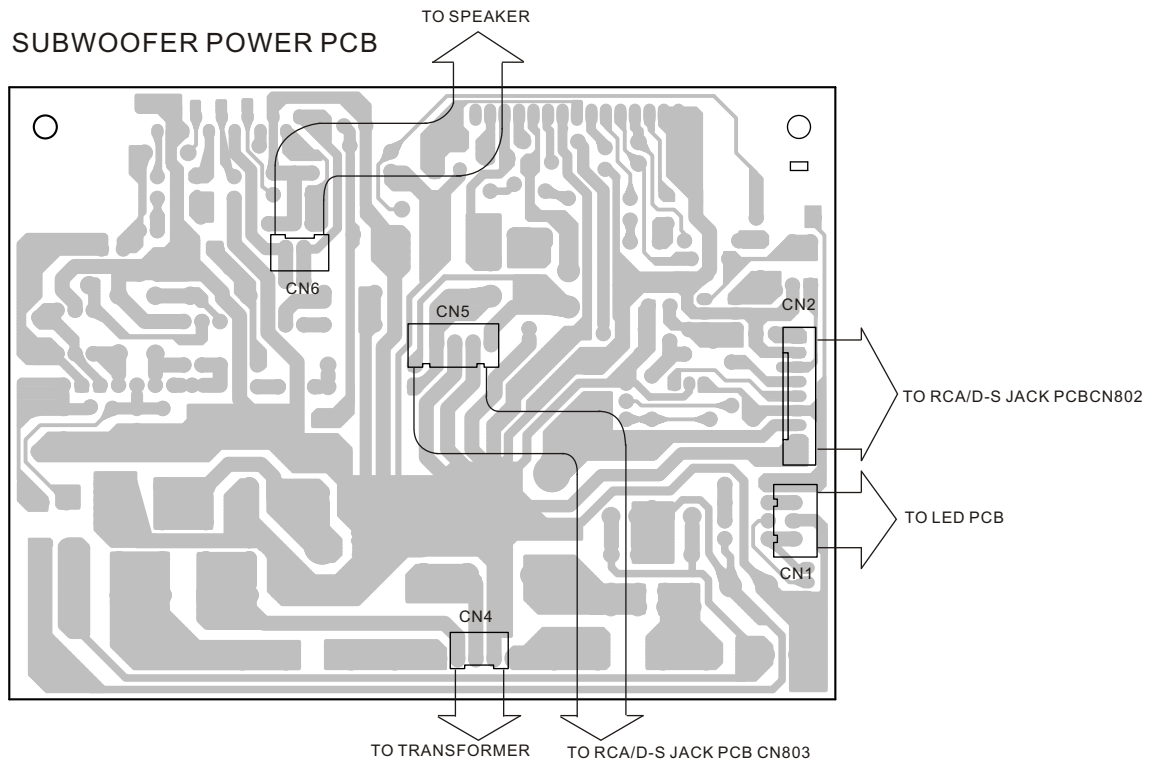 TO SPEAKER
SUBWOOFER POWER PCB
CN6
CN5
CN2
TO RCA/D-S JACK PCBCN802
TO LED PCB
CN1
CN4
TO TRANSFORMER
TO RCA/D-S JACK PCB CN803